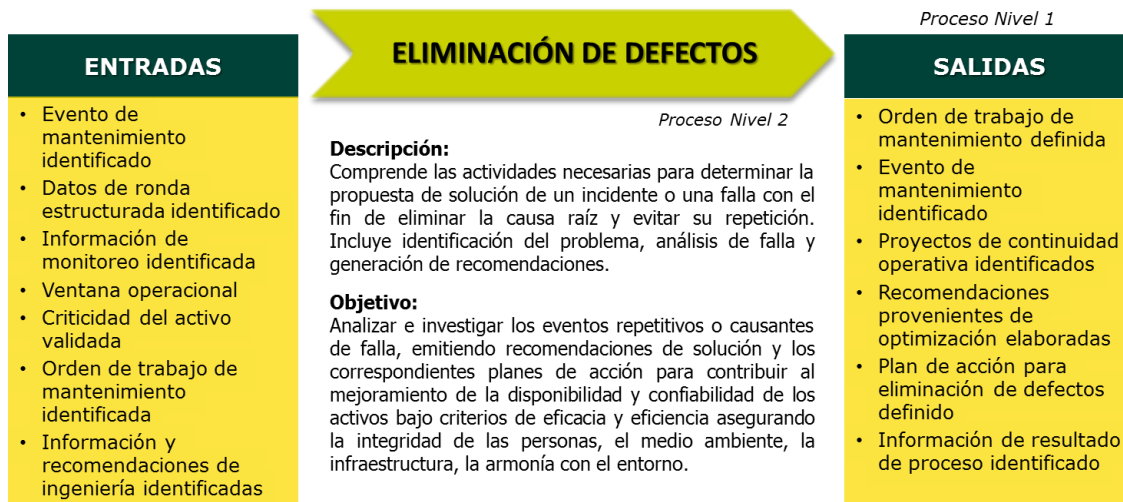 Proceso Nivel 1
ENTRADAS
ELIMINACIÓN DE DEFECTOS
SALIDAS
• Evento de
mantenimiento
identificado
• Datos de ronda
estructurada identificado
• Información de
monitoreo identificada
• Ventana operacional
• Criticidad del activo
validada
• Orden de trabajo de
mantenimiento
identificada
• Información y
recomendaciones de
ingeniería identificadas
Proceso Nivel 2
Descripción:
Comprende las actividades necesarias para determinar la
propuesta de solución de un incidente o una falla con el
fin de eliminar la causa raíz y evitar su repetición.
Incluye identificación del problema, análisis de falla y
generación de recomendaciones.
Objetivo:
Analizar e investigar los eventos repetitivos o causantes
de falla, emitiendo recomendaciones de solución y los
correspondientes planes de acción para contribuir al
mejoramiento de la disponibilidad y confiabilidad de los
activos bajo criterios de eficacia y eficiencia asegurando
la integridad de las personas, el medio ambiente, la
infraestructura, la armonía con el entorno.
• Orden de trabajo de
mantenimiento definida
• Evento de
mantenimiento
identificado
• Proyectos de continuidad
operativa identificados
• Recomendaciones
provenientes de
optimización elaboradas
• Plan de acción para
eliminación de defectos
definido
• Información de resultado
de proceso identificado